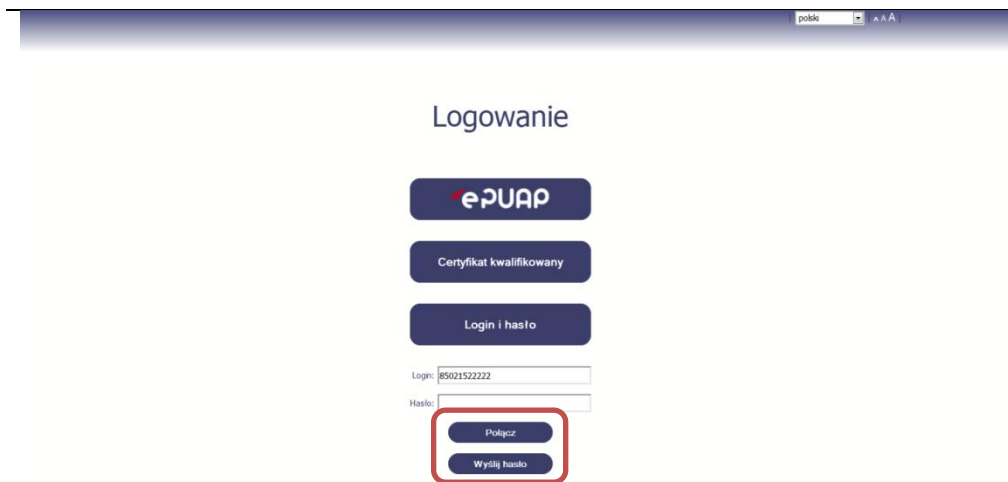 polski A A A
Logowanie
ePUAP
Certyfikat kwalifikowany
Login i hasło
Login: 85021522222
Hasło:
Połącz
Wyślij hasło